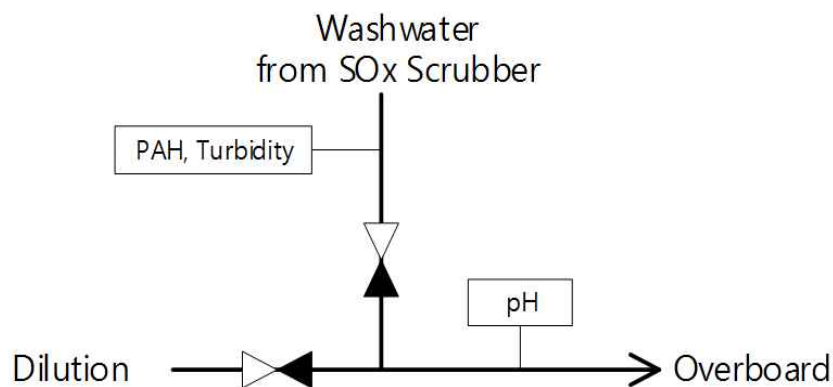 Washwater
from SOx Scrubber
PAH, Turbidity
pH
Dilution
Overboard